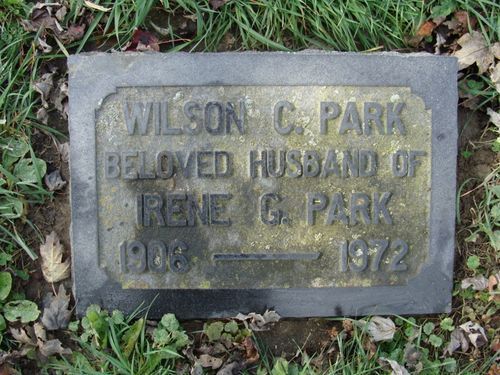 WILSON C. PARK
BELOVED HUSBAND OF
IRENE G. PARK
1906 — 1972